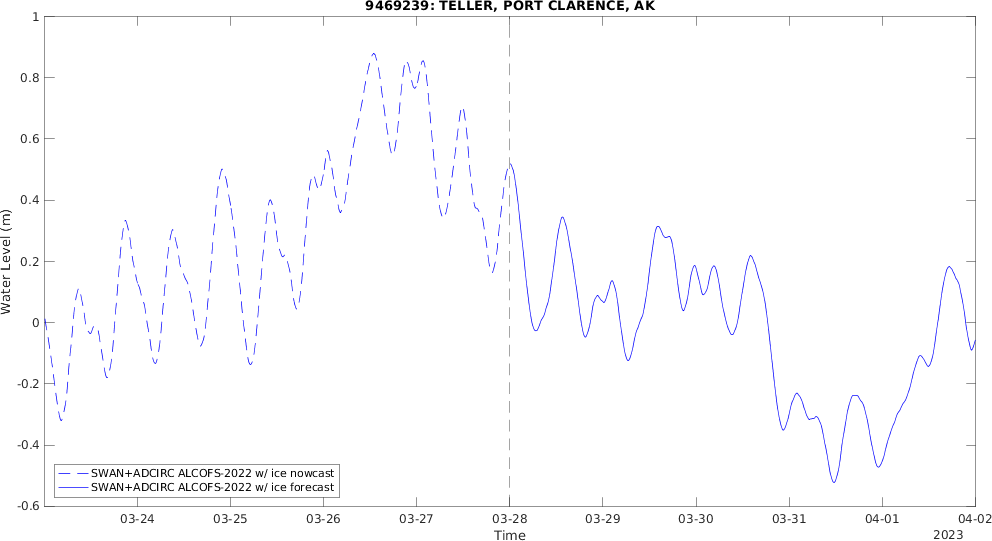 9469239: TELLER, PORT CLARENCE, AK
1
0.8
0.6
0.4
0.2
0
-0.2
-0.4
-0.6
Water Level (m)
SWAN+ADCIRC ALCOFS-2022 w/ ice nowcast
SWAN+ADCIRC ALCOFS-2022 w/ ice forecast
03-24 03-25 03-26 03-27 03-28 03-29 03-30 03-31 04-01 04-02
Time
2023